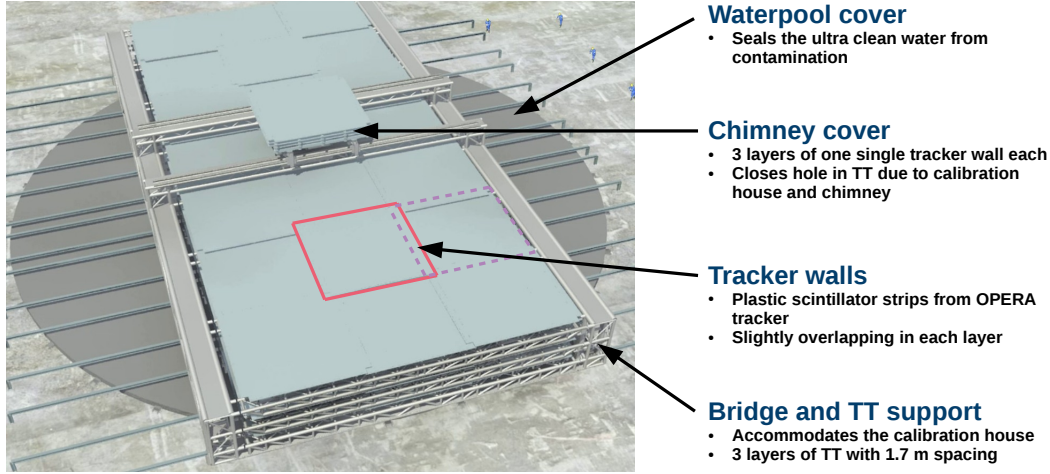 Waterpool cover
• Seals the ultra clean water from
contamination
Chimney cover
• 3 layers of one single tracker wall each
• Closes hole in TT due to calibration
house and chimney
Tracker walls
• Plastic scintillator strips from OPERA
tracker
• Slightly overlapping in each layer
Bridge and TT support
• Accommodates the calibration house
• 3 layers of TT with 1.7 m spacing